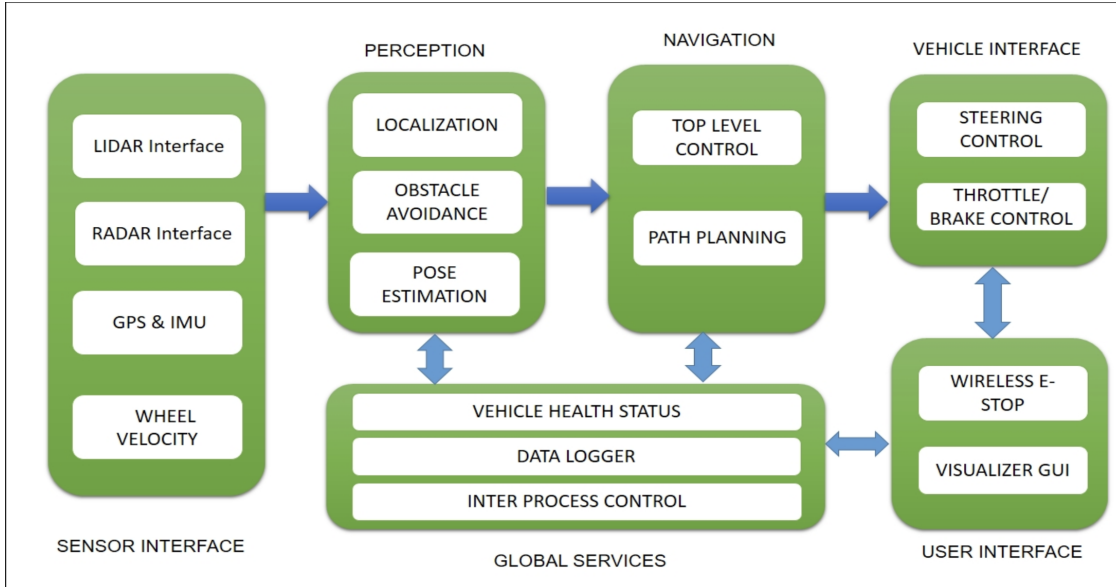 PERCEPTION
NAVIGATION
VEHICLE INTERFACE
LIDAR Interface
RADAR Interface
GPS & IMU
WHEEL
VELOCITY
SENSOR INTERFACE
LOCALIZATION
OBSTACLE
AVOIDANCE
POSE
ESTIMATION
TOP LEVEL
CONTROL
PATH PLANNING
STEERING
CONTROL
THROTTLE/
BRAKE CONTROL
VEHICLE HEALTH STATUS
DATA LOGGER
INTER PROCESS CONTROL
GLOBAL SERVICES
WIRELESS E-
STOP
VISUALIZER GUI
USER INTERFACE